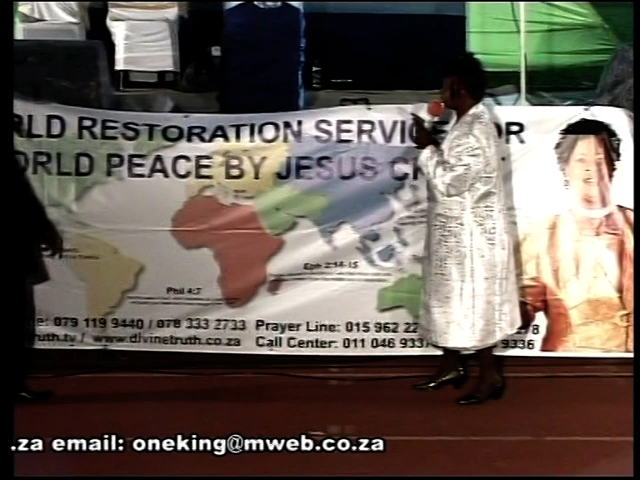 RLD RESTORATION SERVICE FOR
ORLD PEACE BY JESUS
Eph 2:14-15
Phil 4:7
e: 079 119 9440 / 078 333 2733 Prayer Line: 015 962 22
truth.tv / www.divinetruth.co.za Call Center: 011 046 933 9336
.za email: oneking@mweb.co.za